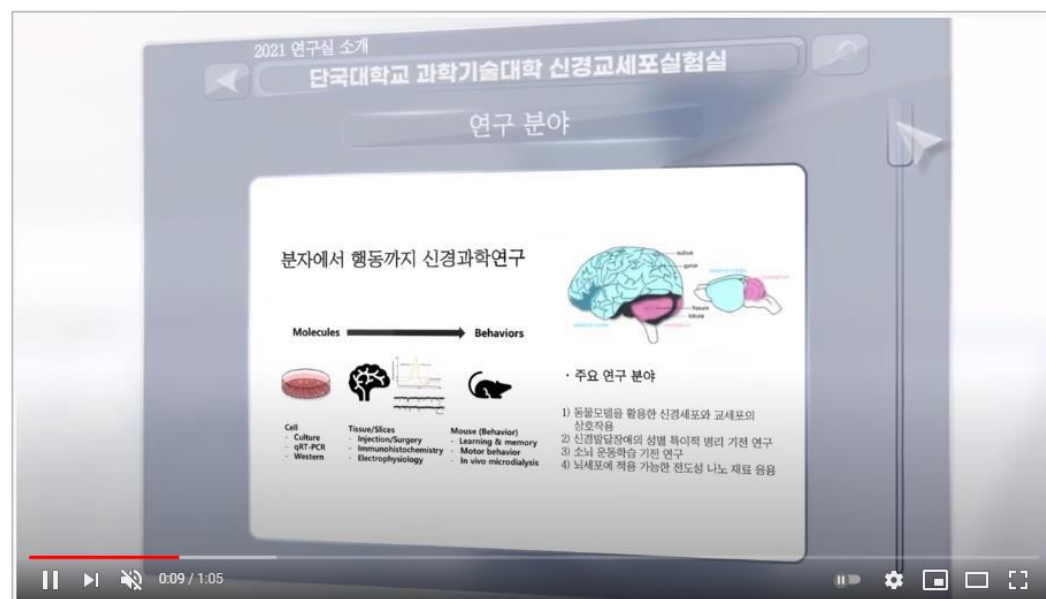 2021 연구실 소개
단국대학교 과학기술대학 신경교세포실험실
연구 분야
분자에서 행동까지 신경과학연구
Molecules
Behaviors
Cell
- Culture
- qRT-PCR
- Western
Tissue/Slices
- Injection/Surgery
- Immunohistochemistry
- Electrophysiology
Mouse (Behavior)
- Learning & memory
- Motor behavior
- In vivo microdialysis
sulcus
gyrus
fissure
lobule
· 주요 연구 분야
1) 동물모델을 활용한 신경세포와 교세포의
상호작용
2) 신경발달장애의 성별 특이적 병리 기전 연구
3) 소뇌 운동학습 기전 연구
4) 뇌세포에 적용 가능한 전도성 나노 재료 응용
0:09 / 1:05